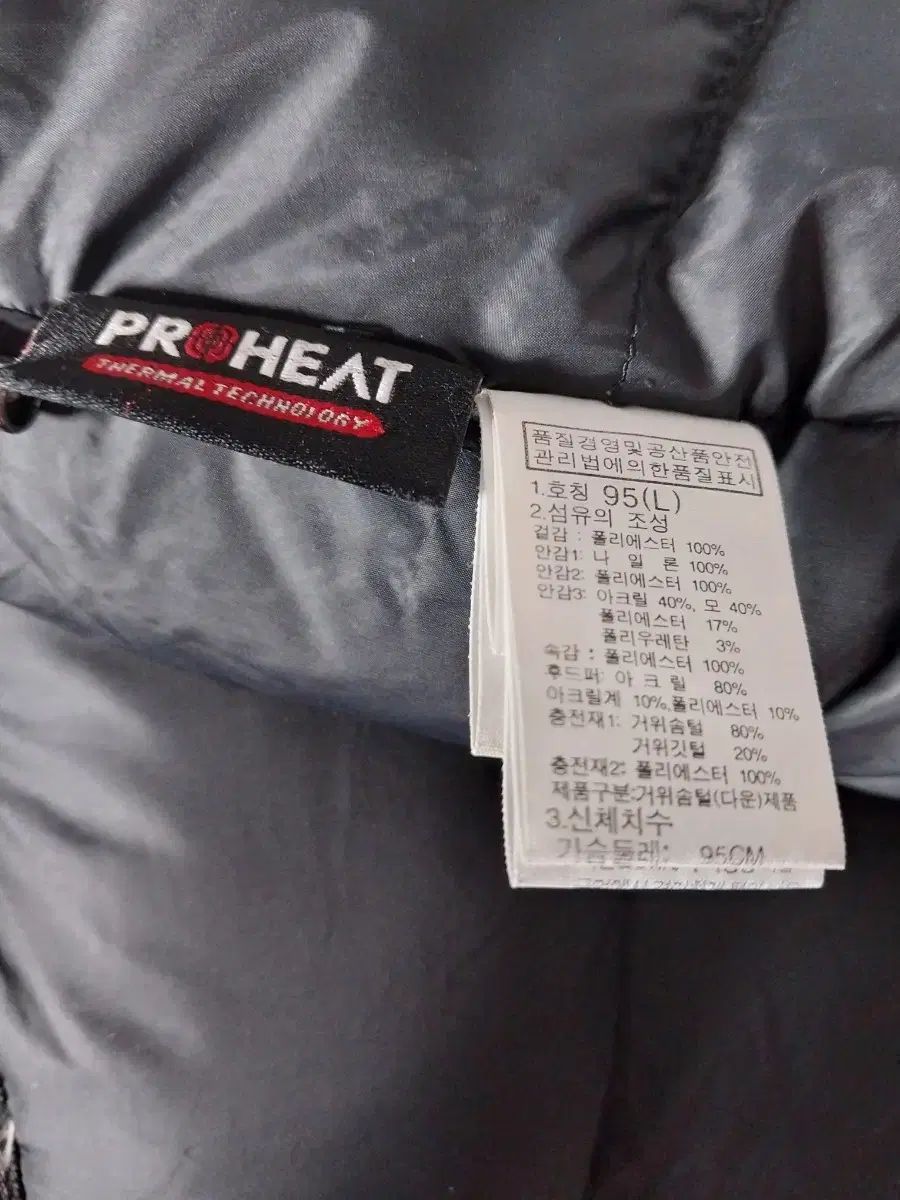 PROHEAT
THERMAL TECHNOLOGY
품질경영및공산품안전
관리법에의한품질표시
1.호칭 95(L)
2.섬유의 조성
겉감 : 폴리에스터 100%
안감1: 나 일 론 100%
안감2: 폴리에스터 100%
안감3: 아크릴 40%, 모 40%
폴리에스터 17%
폴리우레탄 3%
속감 : 폴리에스터 100%
후드퍼: 아 크 릴 80%
아크릴계 10%,폴리에스터 10%
충전재1: 거위솜털 80%
거위깃털 20%
충전재2: 폴리에스터 100%
제품구분:거위솜털(다운)제품
3.신체치수
가슴둘레: 95CM